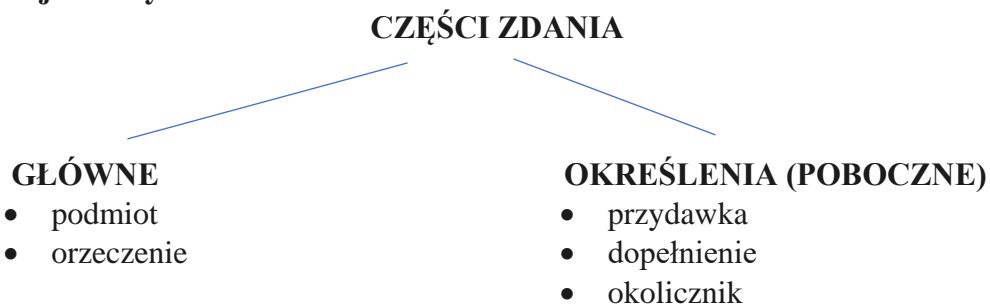 CZĘŚCI ZDANIA
GŁÓWNE
• podmiot
• orzeczenie
OKREŚLENIA (POBOCZNE)
• przydawka
• dopełnienie
• okolicznik